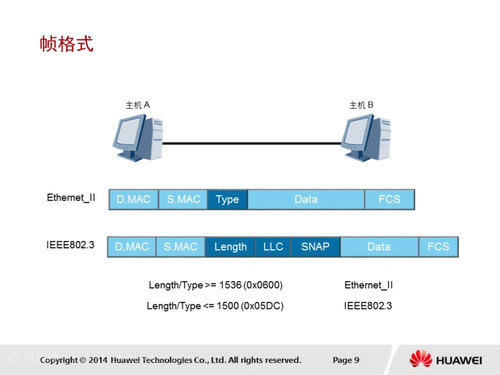 帧格式
主机 A 主机 B
Ethernet_II D.MAC S.MAC Type Data FCS
IEEE802.3 D.MAC S.MAC Length LLC SNAP Data FCS
Length/Type >= 1536 (0x0600) Ethernet_II
Length/Type <= 1500 (0x05DC) IEEE802.3
Copyright © 2014 Huawei Technologies Co., Ltd. All rights reserved. Page 9 HUAWEI